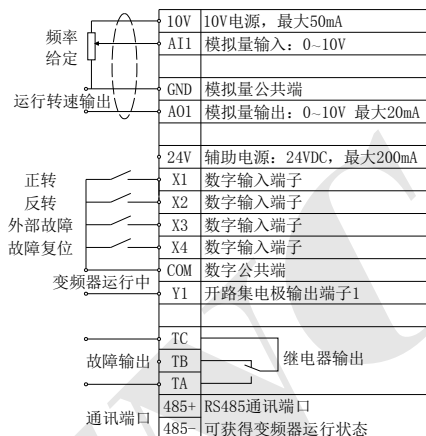 10V 10V电源，最大50mA
频率
给定
AI1 模拟量输入：0~10V
GND 模拟量公共端
运行转速输出
AO1 模拟量输出：0~10V 最大20mA
24V 辅助电源：24VDC，最大200mA
正转 X1 数字输入端子
反转 X2 数字输入端子
外部故障 X3 数字输入端子
故障复位 X4 数字输入端子
COM 数字公共端
变频器运行中
Y1 开路集电极输出端子1
TC
故障输出 TB 继电器输出
TA
通讯端口
485+ RS485通讯端口
485- 可获得变频器运行状态